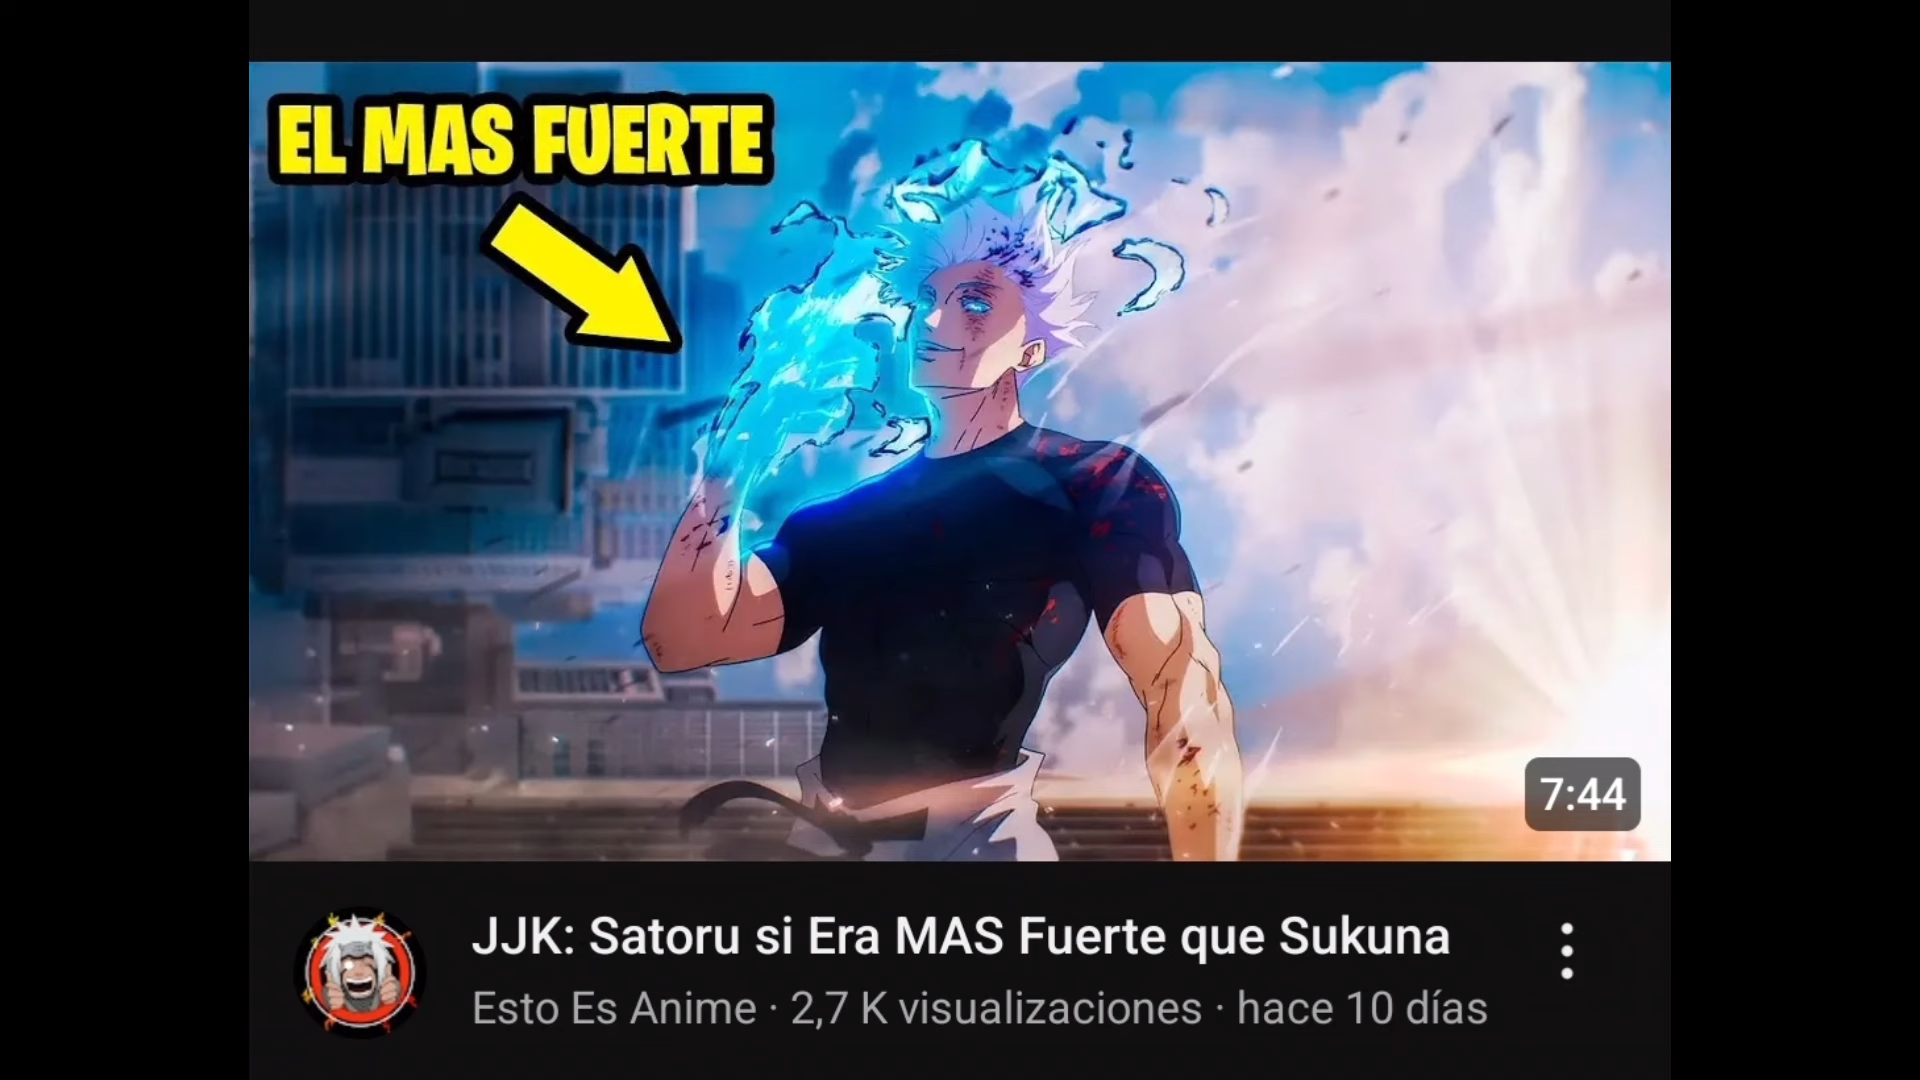 EL MAS FUERTE
7:44
JJK: Satoru si Era MAS Fuerte que Sukuna
Esto Es Anime · 2,7 K visualizaciones · hace 10 días